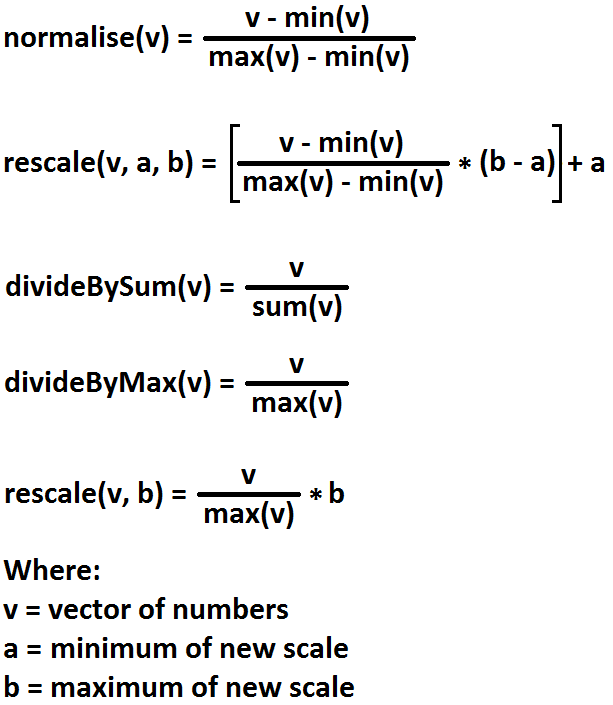 normalise(v) = v - min(v)
max(v) - min(v)
rescale(v, a, b) = [ v - min(v)
max(v) - min(v) * (b - a) ] + a
divideBySum(v) = v
sum(v)
divideByMax(v) = v
max(v)
rescale(v, b) = v
max(v) * b
Where:
v = vector of numbers
a = minimum of new scale
b = maximum of new scale